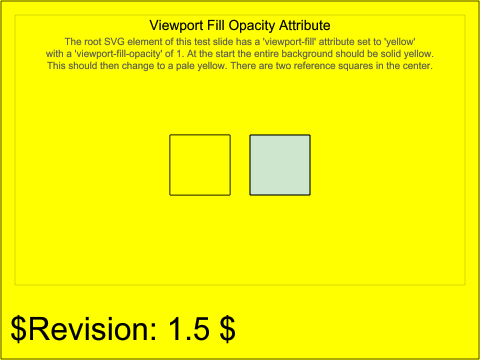 Viewport Fill Opacity Attribute
The root SVG element of this test slide has a 'viewport-fill' attribute set to 'yellow'
with a 'viewport-fill-opacity' of 1. At the start the entire background should be solid yellow.
This should then change to a pale yellow. There are two reference squares in the center.
$Revision: 1.5 $